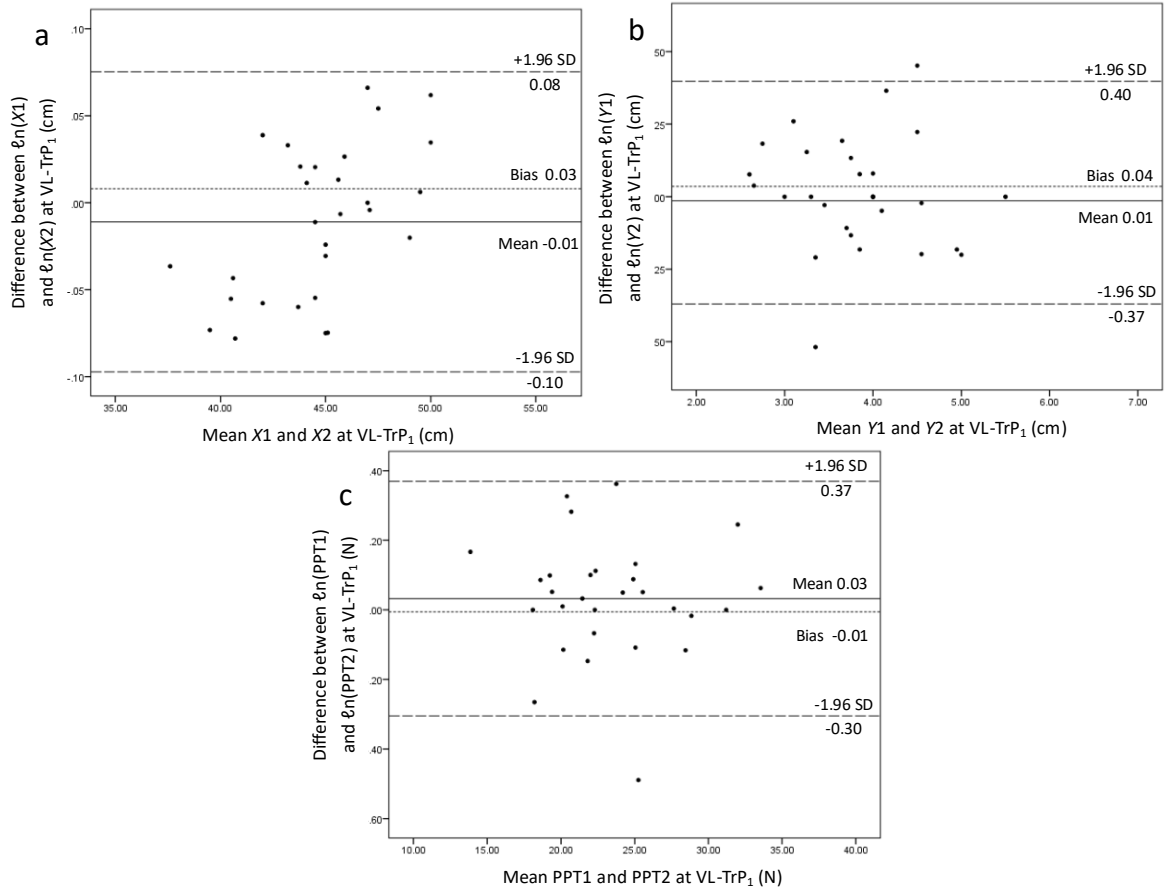 a
Difference between ℓn(X1)
and ℓn(X2) at VL-TrP₁ (cm)
.10
.05
.00
-.05
-.10
+1.96 SD
0.08
Bias 0.03
Mean -0.01
-1.96 SD
-0.10
35.00 40.00 45.00 50.00 55.00
Mean X1 and X2 at VL-TrP₁ (cm)
b
Difference between ℓn(Y1)
and ℓn(Y2) at VL-TrP₁ (cm)
50
25
00
25
50
+1.96 SD
0.40
Bias 0.04
Mean 0.01
-1.96 SD
-0.37
2.00 3.00 4.00 5.00 6.00 7.00
Mean Y1 and Y2 at VL-TrP₁ (cm)
c
Difference between ℓn(PPT1)
and ℓn(PPT2) at VL-TrP₁ (N)
.40
.20
.00
.20
.40
.60
+1.96 SD
0.37
Mean 0.03
Bias -0.01
-1.96 SD
-0.30
10.00 15.00 20.00 25.00 30.00 35.00 40.00
Mean PPT1 and PPT2 at VL-TrP₁ (N)